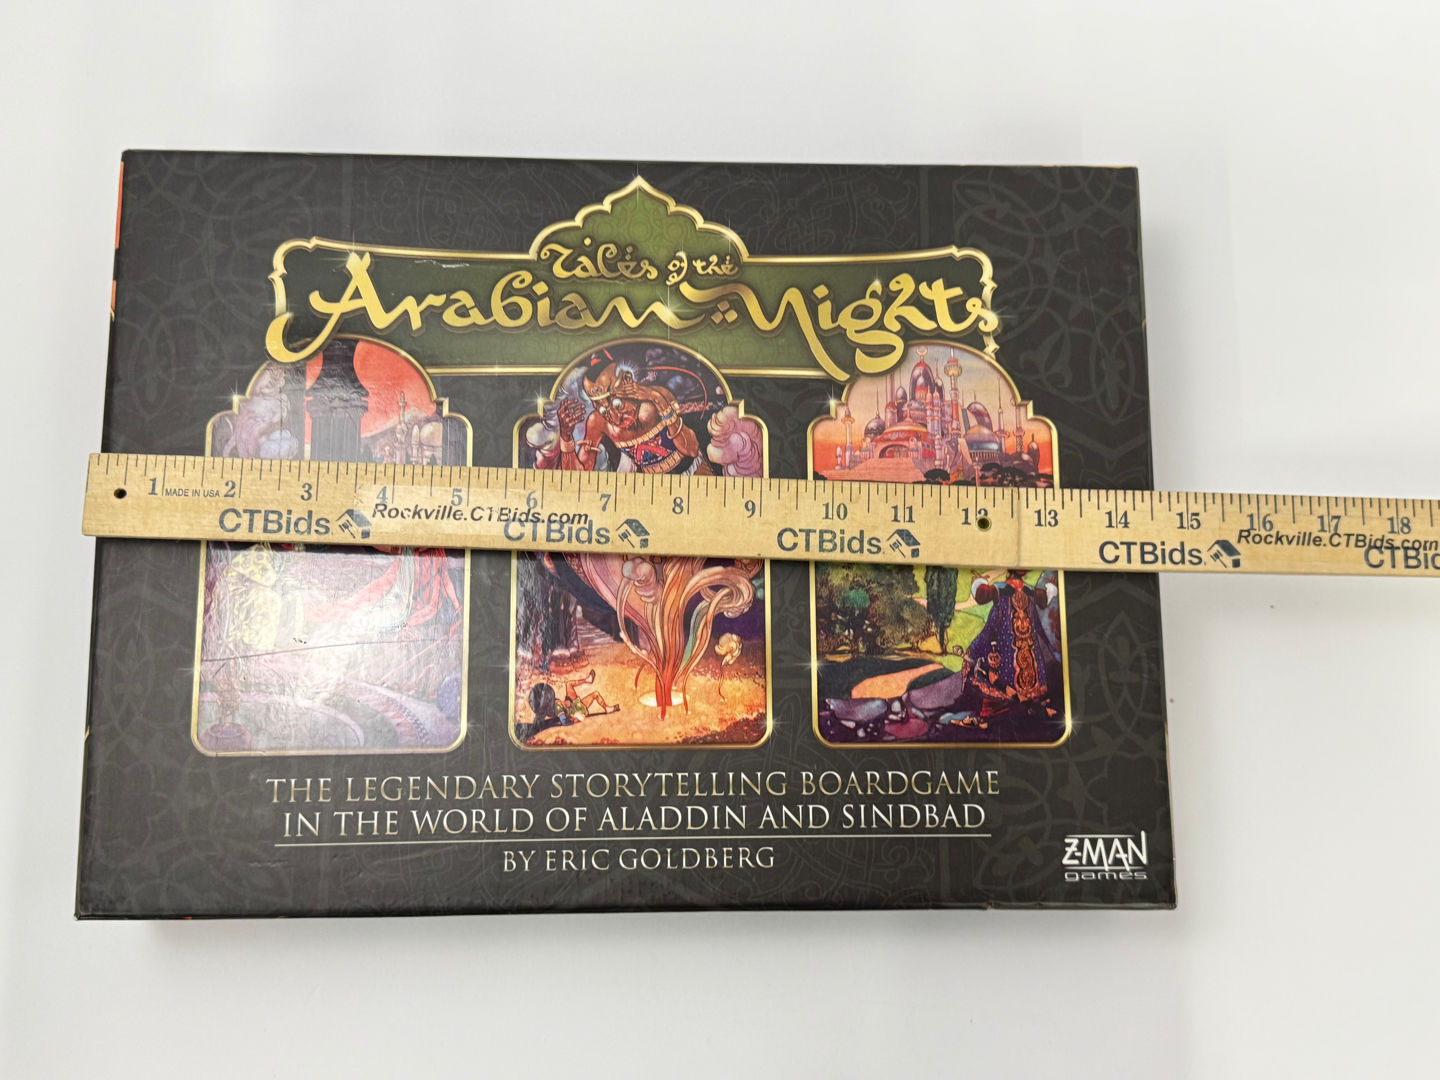 Tales of the
Arabian Nights
1 MADE IN USA 2 3 4 5 6 7 8 9 10 11 12 13 14 15 16 17 18
CTBids Rockville.CTBids.com CTBids CTBids CTBids Rockville.CTBids.com CTBid
THE LEGENDARY STORYTELLING BOARDGAME
IN THE WORLD OF ALADDIN AND SINDBAD
BY ERIC GOLDBERG
Z-MAN
games